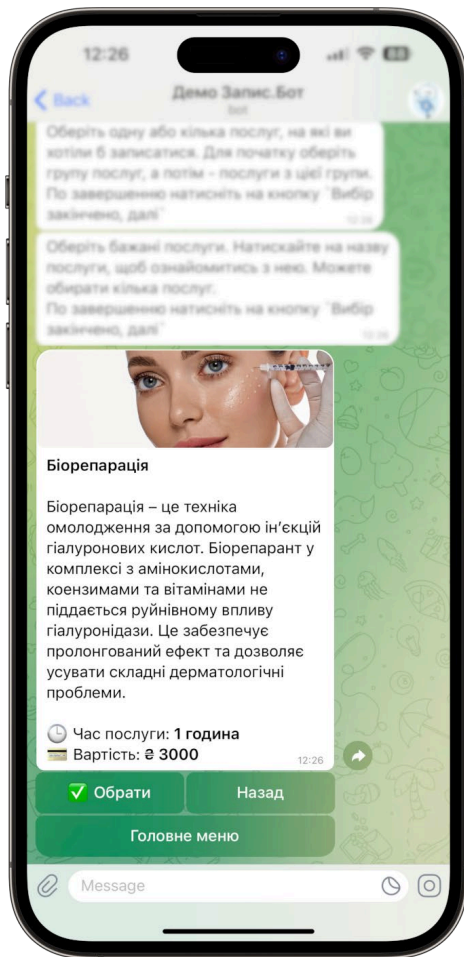 12:26
Back
Демо Запис.Бот
bot
Оберіть одну або кілька послуг, на які ви
хотіли б записатися. Для початку оберіть
групу послуг, а потім - послуги з цієї групи.
По завершенню натисніть на кнопку `Вибір
закінчено, далі`
12:26
Оберіть бажані послуги. Натискайте на назву
послуги, щоб ознайомитись з нею. Можете
обирати кілька послуг.
По завершенню натисніть на кнопку `Вибір
закінчено, далі`
12:26
Біорепарація
Біорепарація – це техніка
омолодження за допомогою ін’єкцій
гіалуронових кислот. Біорепарант у
комплексі з амінокислотами,
коензимами та вітамінами не
піддається руйнівному впливу
гіалуронідази. Це забезпечує
пролонгований ефект та дозволяє
усувати складні дерматологічні
проблеми.
Час послуги: 1 година
Вартість: ₴ 3000
12:26
✅ Обрати
Назад
Головне меню
Message